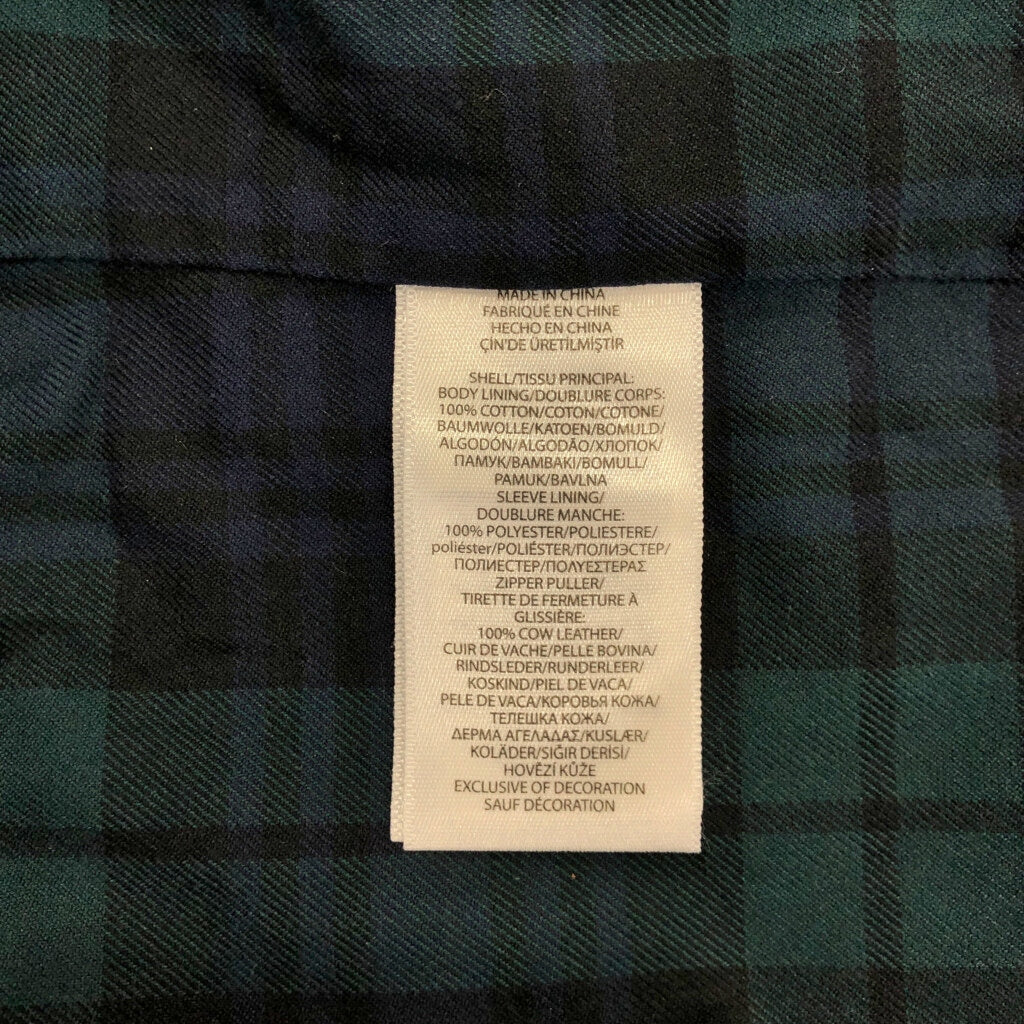 MADE IN CHINA
FABRIQUÉ EN CHINE
HECHO EN CHINA
ÇİN'DE ÜRETİLMİŞTİR
SHELL/TISSU PRINCIPAL:
BODY LINING/DOUBLURE CORPS:
100% COTTON/COTON/COTONE/
BAUMWOLLE/KATOEN/BOMULD/
ALGODÓN/ALGODÃO/ХЛОПОК/
ПАМУК/ΒΑΜΒΑΚΙ/BOMULL/
PAMUK/BAVLNA
SLEEVE LINING/
DOUBLURE MANCHE:
100% POLYESTER/POLIESTERE/
poliéster/POLIÉSTER/ПОЛИЭСТЕР/
ПОЛИЕСТЕР/ΠΟΛΥΕΣΤΕΡΑΣ
ZIPPER PULLER/
TIRETTE DE FERMETURE À
GLISSIÈRE:
100% COW LEATHER/
CUIR DE VACHE/PELLE BOVINA/
RINDSLEDER/RUNDERLEER/
KOSKIND/PIEL DE VACA/
PELE DE VACA/КОРОВЬЯ КОЖА/
ТЕЛЕШКА КОЖА/
ΔΕΡΜΑ ΑΓΕΛΑΔΑΣ/KUSLÆR/
KOLÄDER/SIĞIR DERİSİ/
HOVĚZÍ KŮŽE
EXCLUSIVE OF DECORATION
SAUF DÉCORATION